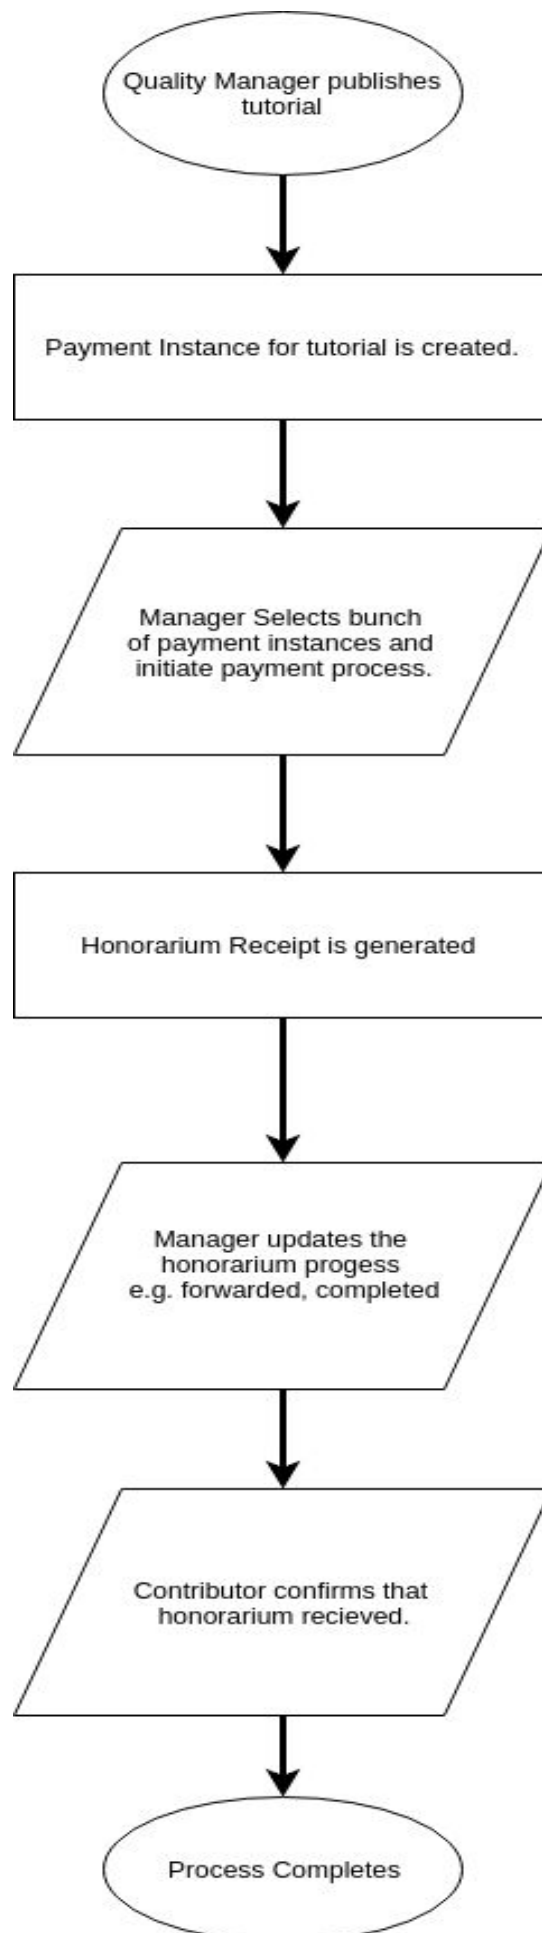 Quality Manager publishes
tutorial
Payment Instance for tutorial is created.
Manager Selects bunch
of payment instances and
initiate payment process.
Honorarium Receipt is generated
Manager updates the
honorarium progess
e.g. forwarded, completed
Contributor confirms that
honorarium recieved.
Process Completes